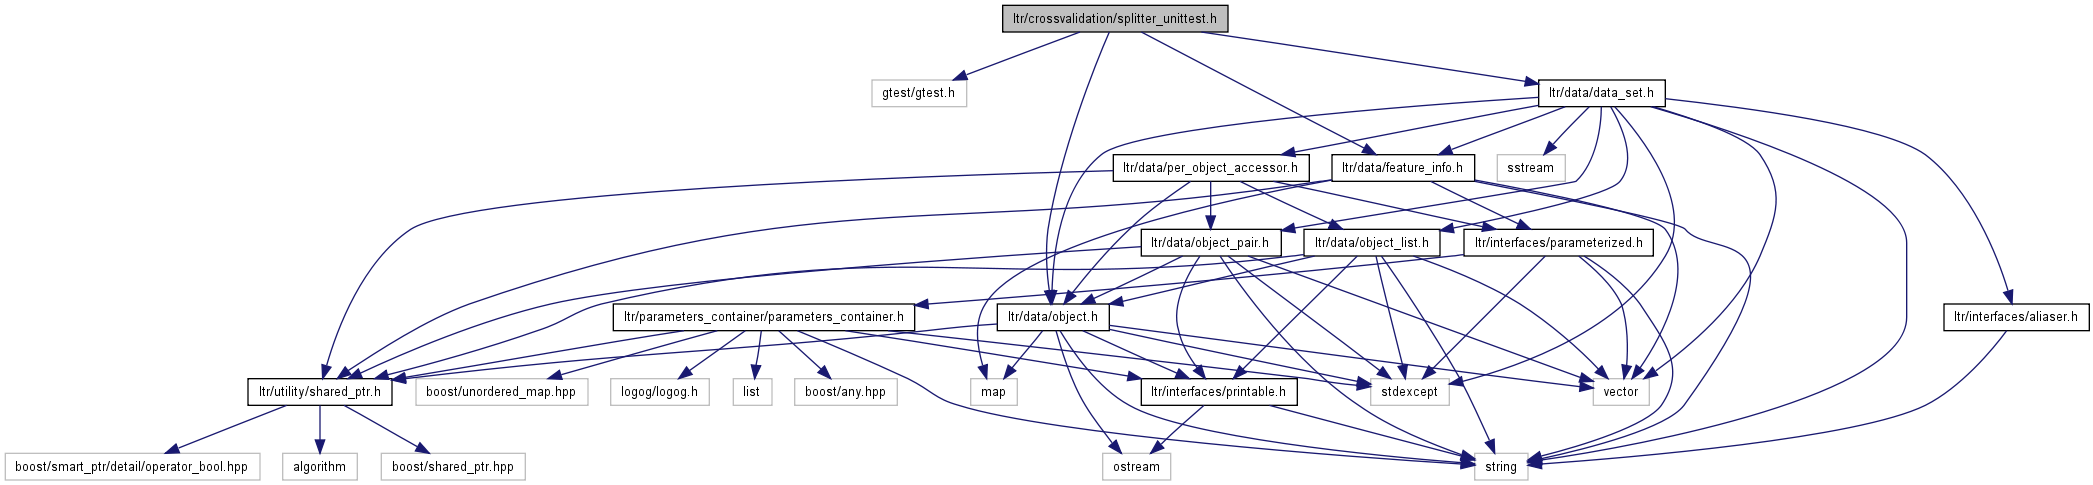 ltr/crossvalidation/splitter_unittest.h
gtest/gtest.h
ltr/data/data_set.h
ltr/data/per_object_accessor.h
ltr/data/feature_info.h
sstream
ltr/data/object_pair.h
ltr/data/object_list.h
ltr/interfaces/parameterized.h
ltr/parameters_container/parameters_container.h
ltr/data/object.h
ltr/interfaces/aliaser.h
ltr/utility/shared_ptr.h
boost/unordered_map.hpp
logog/logog.h
list
boost/any.hpp
map
ltr/interfaces/printable.h
stdexcept
vector
boost/smart_ptr/detail/operator_bool.hpp
algorithm
boost/shared_ptr.hpp
ostream
string